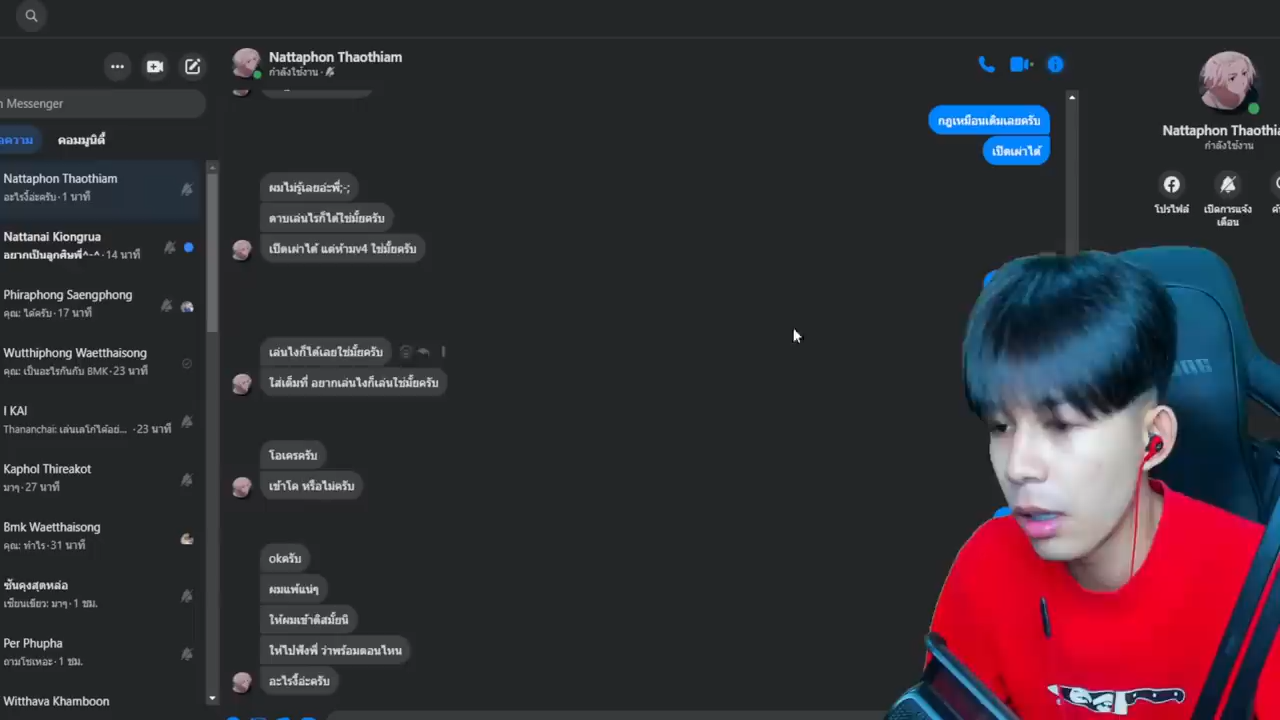 Nattaphon Thaothiam
กำลังใช้งาน
Messenger
คอมมูนิตี้
Nattaphon Thaothiam
อะไรงี้อ่ะครับ · 1 นาที
Nattanai Kiongrua
อยากเป็นลูกศิษพี่^-^ · 14 นาที
Phiraphong Saengphong
คุณ: ได้ครับ · 17 นาที
Wutthiphong Waetthaisong
คุณ: เป็นอะไรกันกับ BMK · 23 นาที
I KAI
Thananchai: เล่นเลโก้ได้อย่... · 23 นาที
Kaphol Thireakot
มาๆ · 27 นาที
Bmk Waetthaisong
คุณ: ทำไร · 31 นาที
ซันคุงสุดหล่อ
เซียนเขียว: มาๆ · 1 ชม.
Per Phupha
ถามโชเหอะ · 1 ชม.
Witthaya Khamboon
กฎเหมือนเดิมเลยครับ
เปิดเผ่าได้
ผมไม่รู้เลยอ่ะพี่;-;
ดาบเล่นไรก็ได้ใช่มั้ยครับ
เปิดเผ่าได้ แต่ห้ามv4 ใช่มั้ยครับ
เล่นไงก็ได้เลยใช่มั้ยครับ
ใส่เต็มที่ อยากเล่นไงก็เล่นใช่มั้ยครับ
โอเครครับ
เข้าโค หรือไม่ครับ
okครับ
ผมแพ้แน่ๆ
ให้ผมเข้าดิสมั้ยนิ
ให้ไปฟังพี่ ว่าพร้อมตอนไหน
อะไรงี้อ่ะครับ
Nattaphon Thaothia
กำลังใช้งาน
โปรไฟล์
เปิดการแจ้ง
เตือน